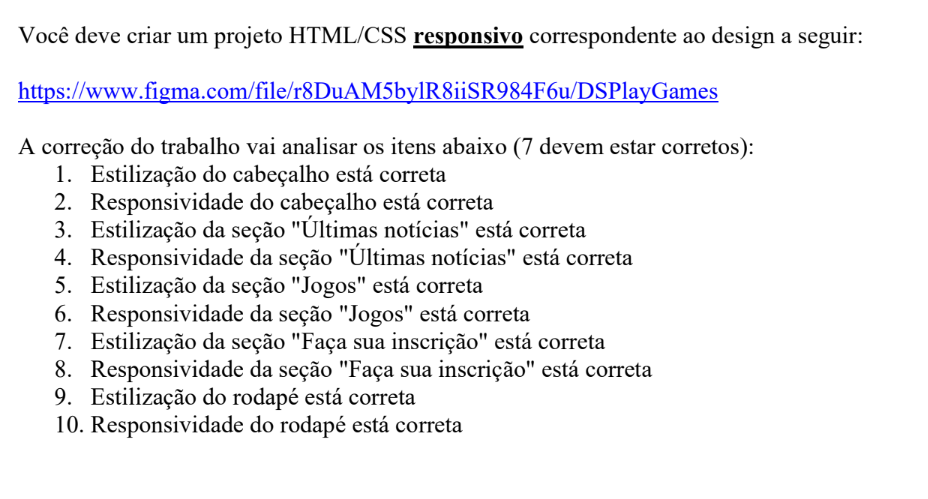 Você deve criar um projeto HTML/CSS responsivo correspondente ao design a seguir:
https://www.figma.com/file/r8DuAM5bylR8iiSR984F6u/DSPlayGames
A correção do trabalho vai analisar os itens abaixo (7 devem estar corretos):
1. Estilização do cabeçalho está correta
2. Responsividade do cabeçalho está correta
3. Estilização da seção "Últimas notícias" está correta
4. Responsividade da seção "Últimas notícias" está correta
5. Estilização da seção "Jogos" está correta
6. Responsividade da seção "Jogos" está correta
7. Estilização da seção "Faça sua inscrição" está correta
8. Responsividade da seção "Faça sua inscrição" está correta
9. Estilização do rodapé está correta
10. Responsividade do rodapé está correta